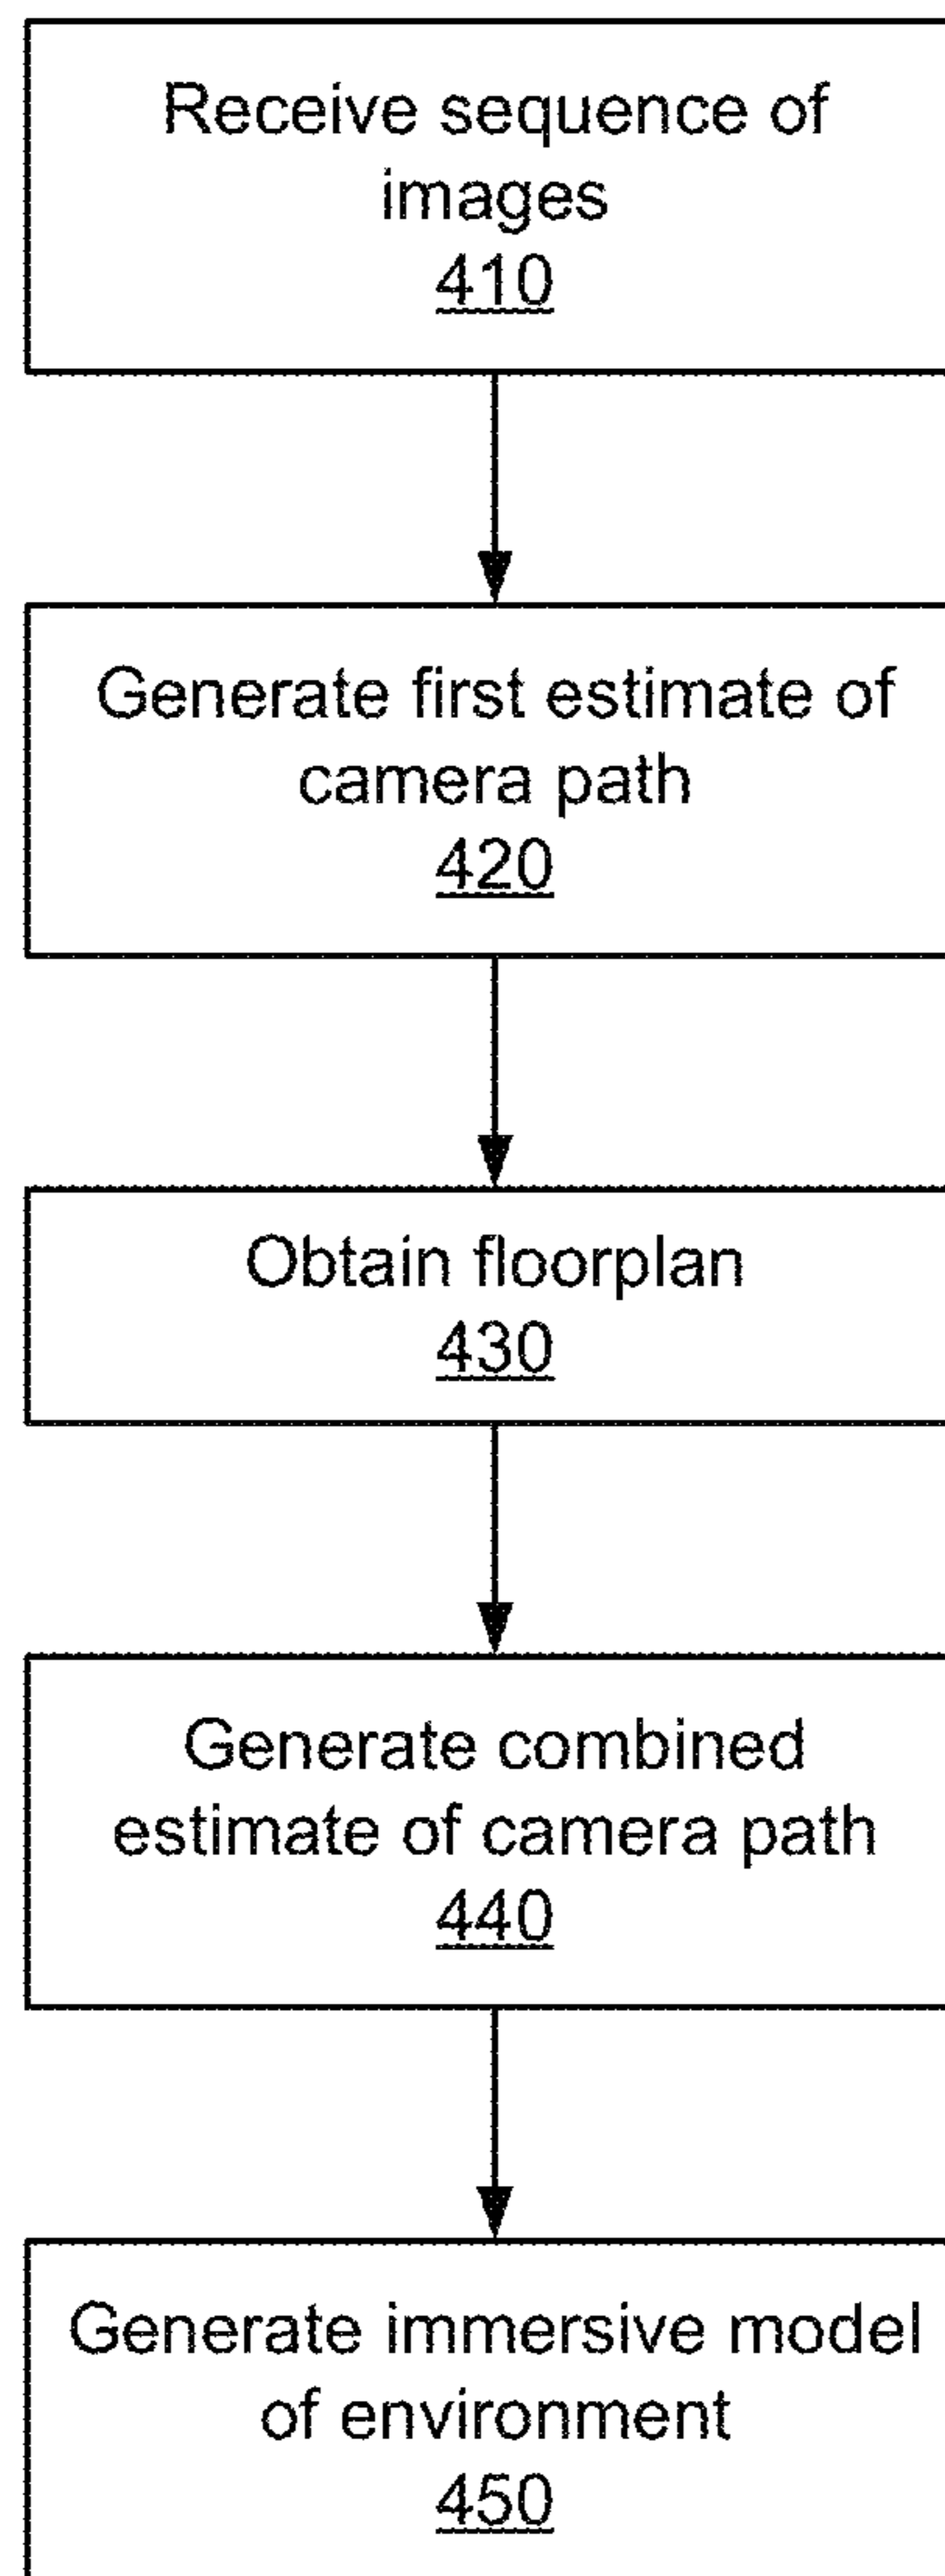 Receive sequence of
images
410
Generate first estimate of
camera path
420
Obtain floorplan
430
Generate combined
estimate of camera path
440
Generate immersive model
of environment
450